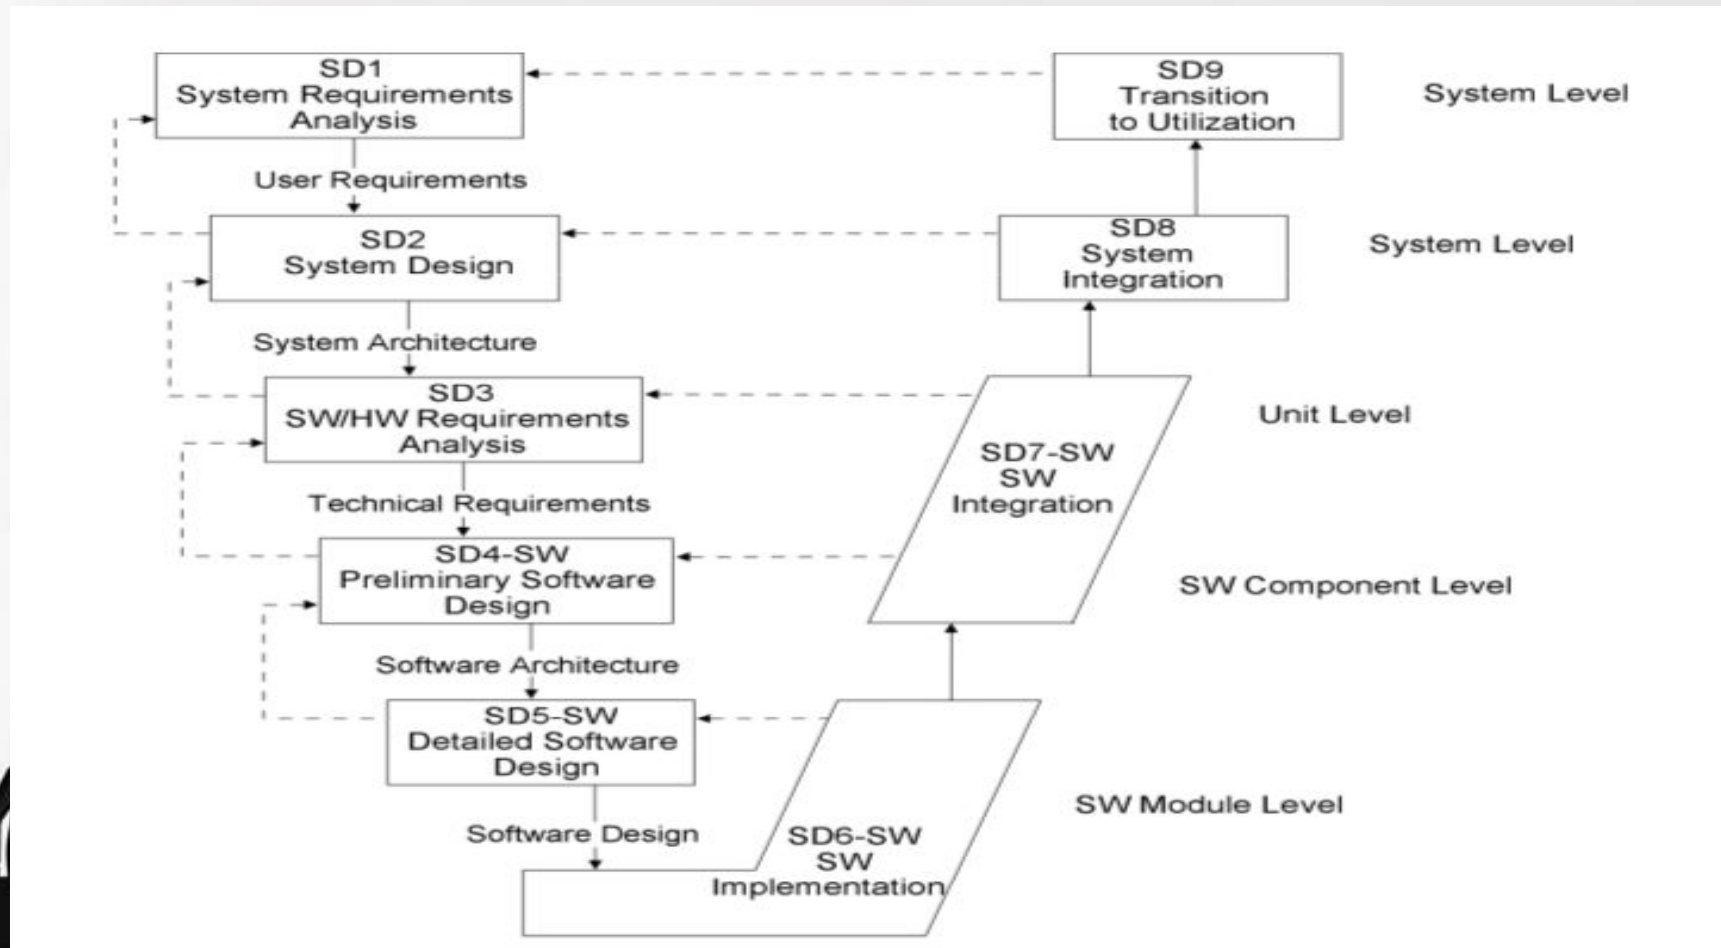 SD1
System Requirements
Analysis
SD9
Transition
to Utilization
System Level
User Requirements
SD2
System Design
SD8
System
Integration
System Level
System Architecture
SD3
SW/HW Requirements
Analysis
Unit Level
SD7-SW
SW
Integration
Technical Requirements
SD4-SW
Preliminary Software
Design
SW Component Level
Software Architecture
SD5-SW
Detailed Software
Design
SW Module Level
Software Design
SD6-SW
SW
Implementation